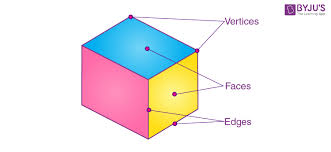 BYJU'S
The Learning App
Vertices
Faces
Edges